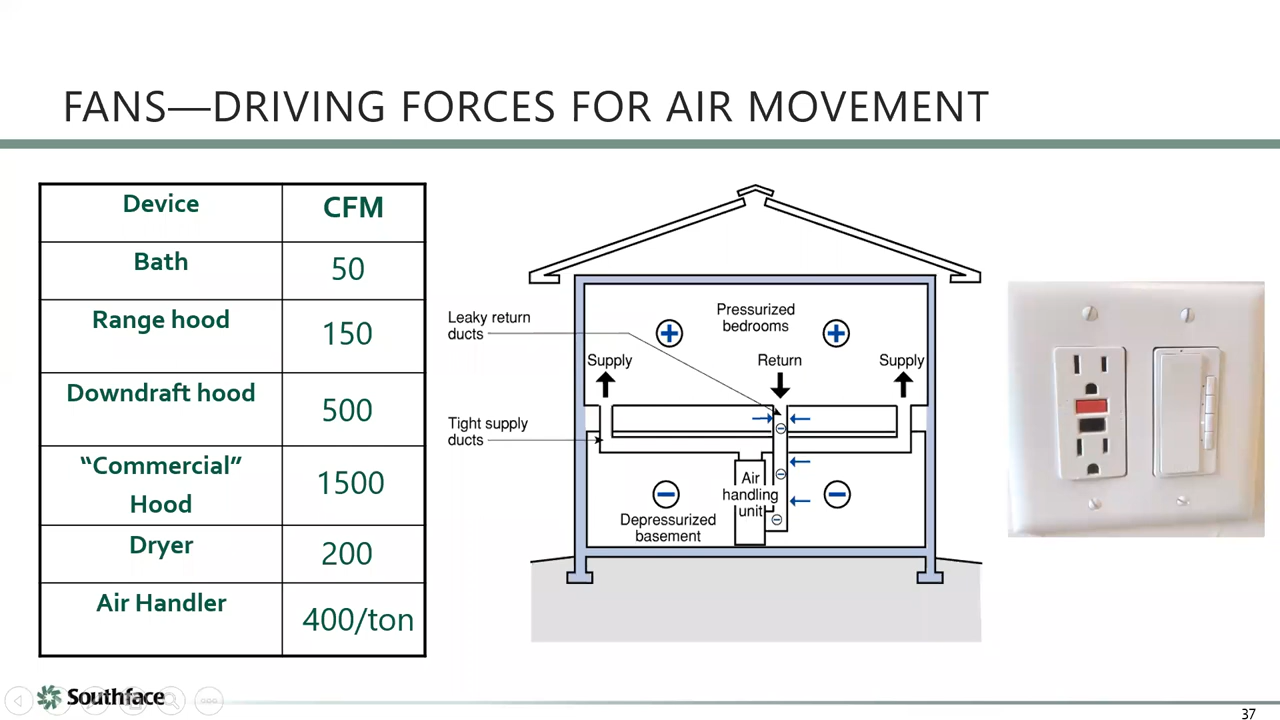 FANS—DRIVING FORCES FOR AIR MOVEMENT
Device CFM
Bath 50
Range hood 150
Downdraft hood 500
“Commercial”
Hood 1500
Dryer 200
Air Handler 400/ton
Leaky return
ducts
Pressurized
bedrooms
Supply Return Supply
Tight supply
ducts
Air
handling
unit
Depressurized
basement
Southface
37